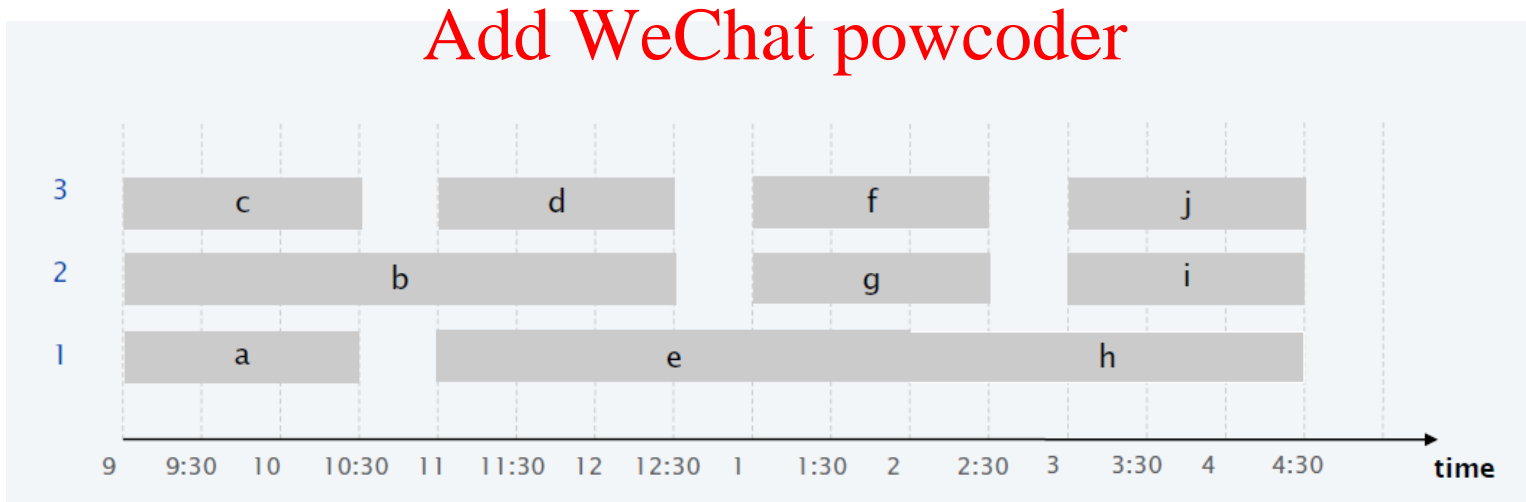 Add WeChat powcoder
3 c d f j
2 b g i
1 a e h
9 9:30 10 10:30 11 11:30 12 12:30 1 1:30 2 2:30 3 3:30 4 4:30 time